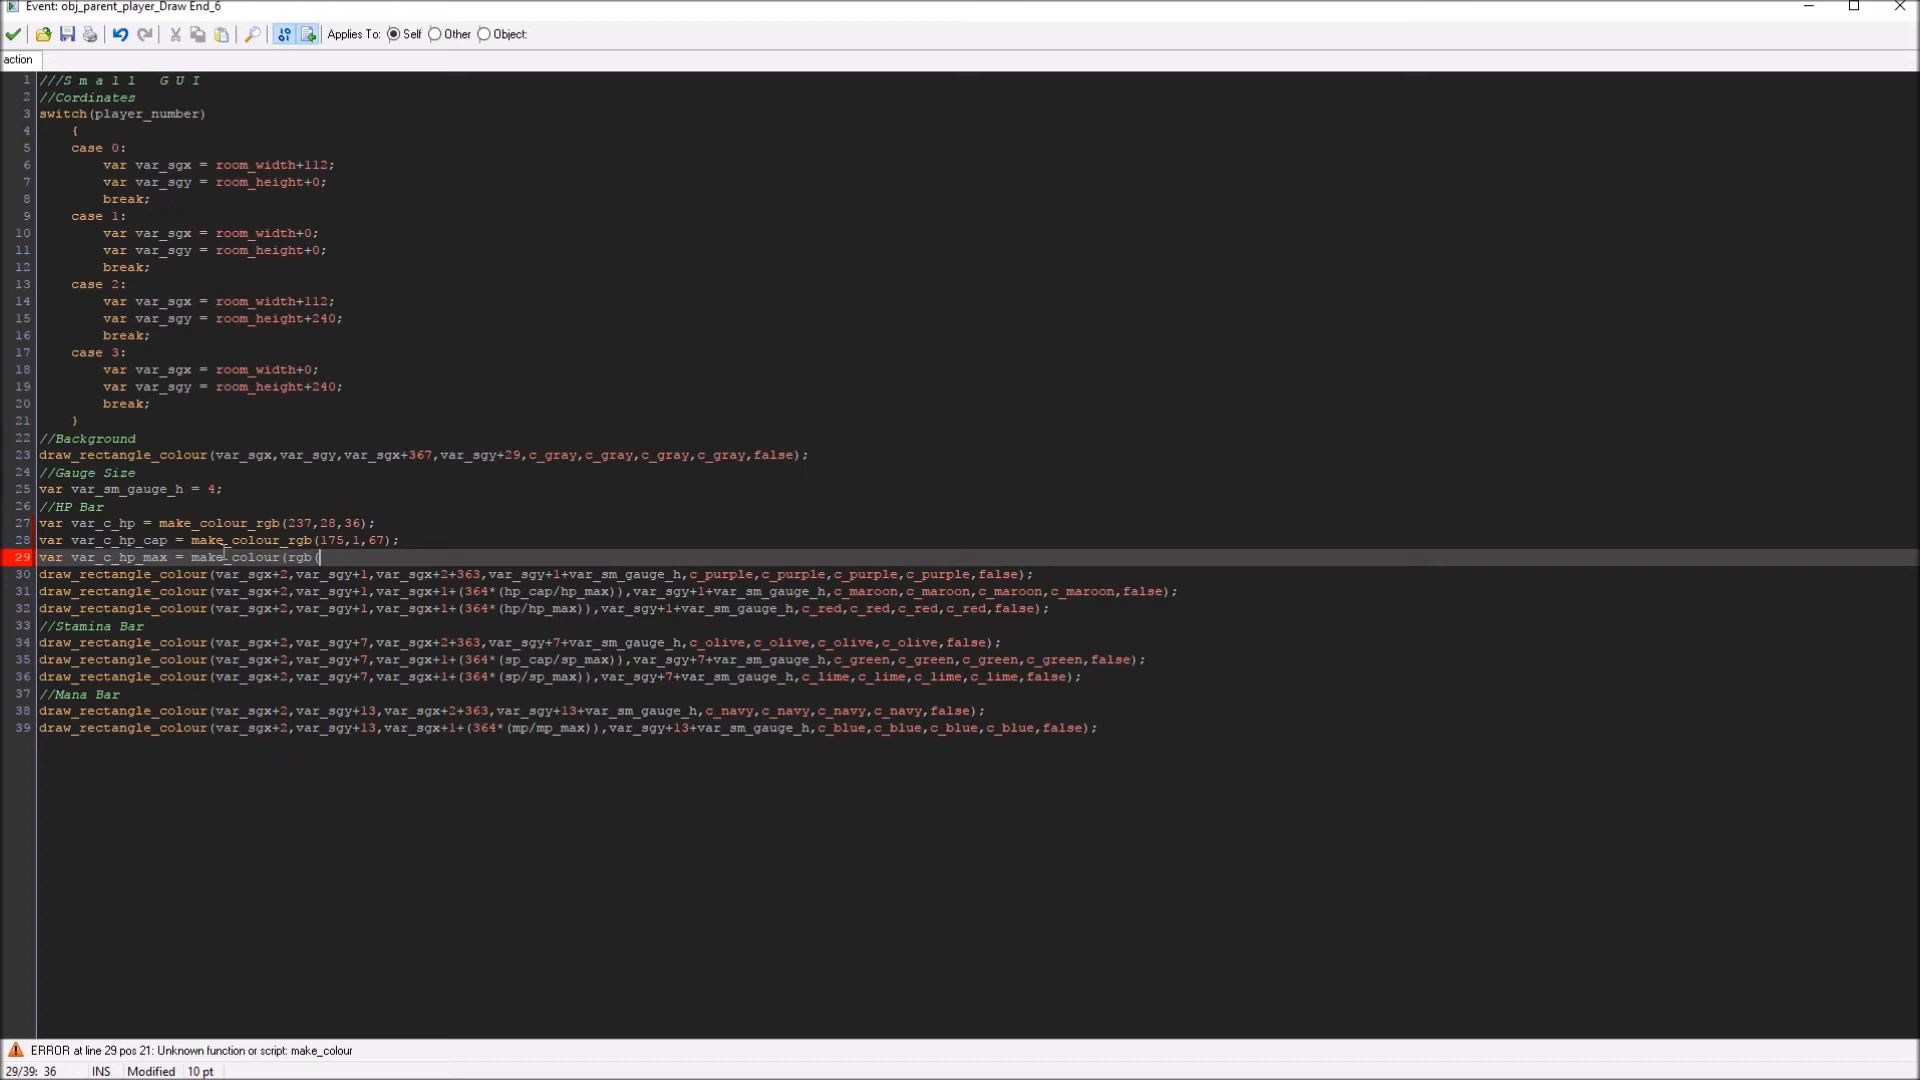 Event: obj_parent_player_Draw End_6
Applies To: Self Other Object:
action
1 ///S m a l l   G U I
2 //Cordinates
3 switch(player_number)
4 {
5 case 0:
6 var var_sgx = room_width+112;
7 var var_sgy = room_height+0;
8 break;
9 case 1:
10 var var_sgx = room_width+0;
11 var var_sgy = room_height+0;
12 break;
13 case 2:
14 var var_sgx = room_width+112;
15 var var_sgy = room_height+240;
16 break;
17 case 3:
18 var var_sgx = room_width+0;
19 var var_sgy = room_height+240;
20 break;
21 }
22 //Background
23 draw_rectangle_colour(var_sgx,var_sgy,var_sgx+367,var_sgy+29,c_gray,c_gray,c_gray,c_gray,false);
24 //Gauge Size
25 var var_sm_gauge_h = 4;
26 //HP Bar
27 var var_c_hp = make_colour_rgb(237,28,36);
28 var var_c_hp_cap = make_colour_rgb(175,1,67);
29 var var_c_hp_max = make_colour(rgb(
30 draw_rectangle_colour(var_sgx+2,var_sgy+1,var_sgx+2+363,var_sgy+1+var_sm_gauge_h,c_purple,c_purple,c_purple,c_purple,false);
31 draw_rectangle_colour(var_sgx+2,var_sgy+1,var_sgx+1+(364*(hp_cap/hp_max)),var_sgy+1+var_sm_gauge_h,c_maroon,c_maroon,c_maroon,c_maroon,false);
32 draw_rectangle_colour(var_sgx+2,var_sgy+1,var_sgx+1+(364*(hp/hp_max)),var_sgy+1+var_sm_gauge_h,c_red,c_red,c_red,c_red,false);
33 //Stamina Bar
34 draw_rectangle_colour(var_sgx+2,var_sgy+7,var_sgx+2+363,var_sgy+7+var_sm_gauge_h,c_olive,c_olive,c_olive,c_olive,false);
35 draw_rectangle_colour(var_sgx+2,var_sgy+7,var_sgx+1+(364*(sp_cap/sp_max)),var_sgy+7+var_sm_gauge_h,c_green,c_green,c_green,c_green,false);
36 draw_rectangle_colour(var_sgx+2,var_sgy+7,var_sgx+1+(364*(sp/sp_max)),var_sgy+7+var_sm_gauge_h,c_lime,c_lime,c_lime,c_lime,false);
37 //Mana Bar
38 draw_rectangle_colour(var_sgx+2,var_sgy+13,var_sgx+2+363,var_sgy+13+var_sm_gauge_h,c_navy,c_navy,c_navy,c_navy,false);
39 draw_rectangle_colour(var_sgx+2,var_sgy+13,var_sgx+1+(364*(mp/mp_max)),var_sgy+13+var_sm_gauge_h,c_blue,c_blue,c_blue,c_blue,false);
ERROR at line 29 pos 21: Unknown function or script: make_colour
29/39: 36 INS Modified 10 pt